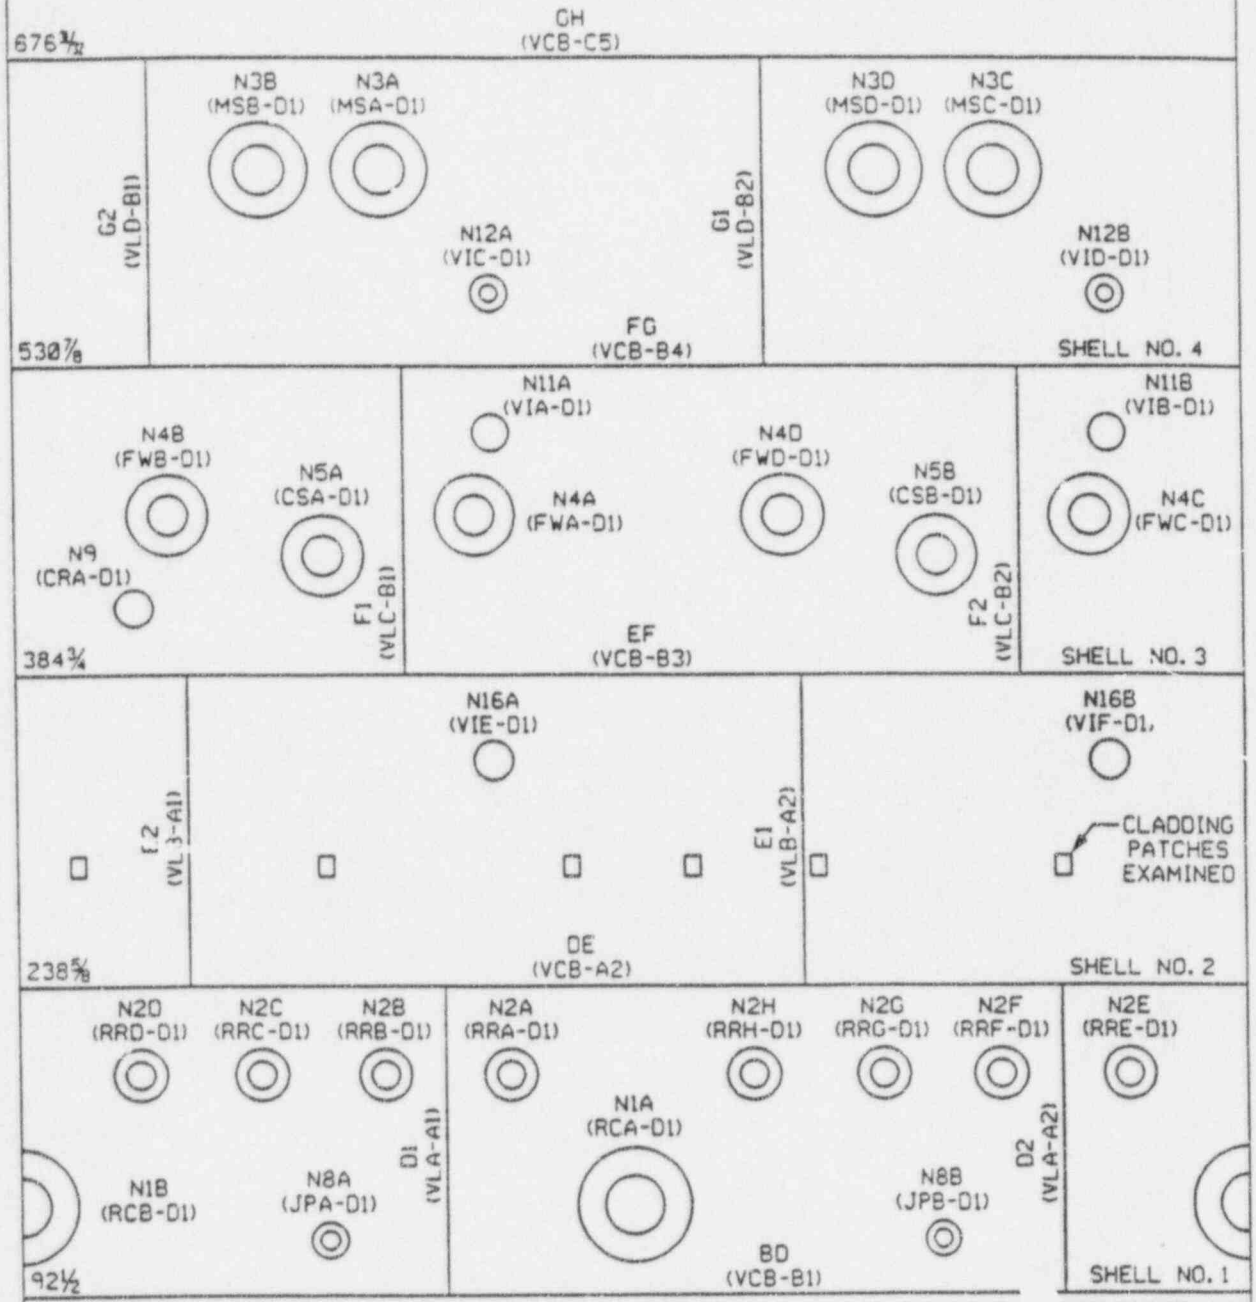 GH
(VCB-C5)
676 3/32
N3B
(MSB-D1)
N3A
(MSA-D1)
N3D
(MSD-D1)
N3C
(MSC-D1)
G2
(VLD-B1)
G1
(VLD-B2)
N12A
(VIC-D1)
N12B
(VID-D1)
FG
(VCB-B4)
530 7/8
SHELL NO. 4
N11A
(VIA-D1)
N11B
(VIB-D1)
N4B
(FWB-D1)
N5A
(CSA-D1)
N4A
(FWA-D1)
N4D
(FWD-D1)
N5B
(CSB-D1)
N4C
(FWC-D1)
N9
(CRA-D1)
F1
(VLC-B1)
F2
(VLC-B2)
EF
(VCB-B3)
384 3/4
SHELL NO. 3
N16A
(VIE-D1)
N16B
(VIF-D1,
E2
(VLB-A1)
E1
(VLB-A2)
CLADDING
PATCHES
EXAMINED
DE
(VCB-A2)
238 5/8
SHELL NO. 2
N2D
(RRD-D1)
N2C
(RRC-D1)
N2B
(RRB-D1)
N2A
(RRA-D1)
N2H
(RRH-D1)
N2G
(RRG-D1)
N2F
(RRF-D1)
N2E
(RRE-D1)
N1A
(RCA-D1)
D1
(VLA-A1)
D2
(VLA-A2)
N1B
(RCB-D1)
N8A
(JPA-D1)
N8B
(JPB-D1)
BD
(VCB-B1)
92 1/2
SHELL NO. 1